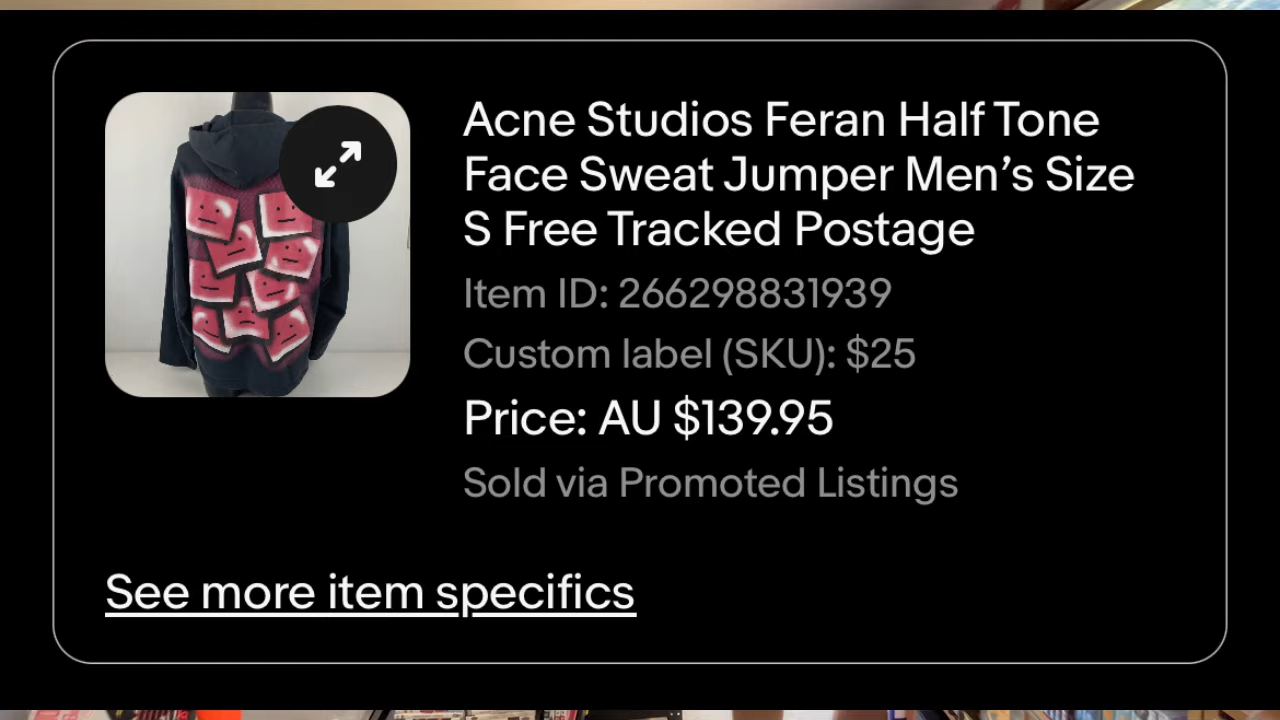 Acne Studios Feran Half Tone
Face Sweat Jumper Men’s Size
S Free Tracked Postage
Item ID: 266298831939
Custom label (SKU): $25
Price: AU $139.95
Sold via Promoted Listings
See more item specifics